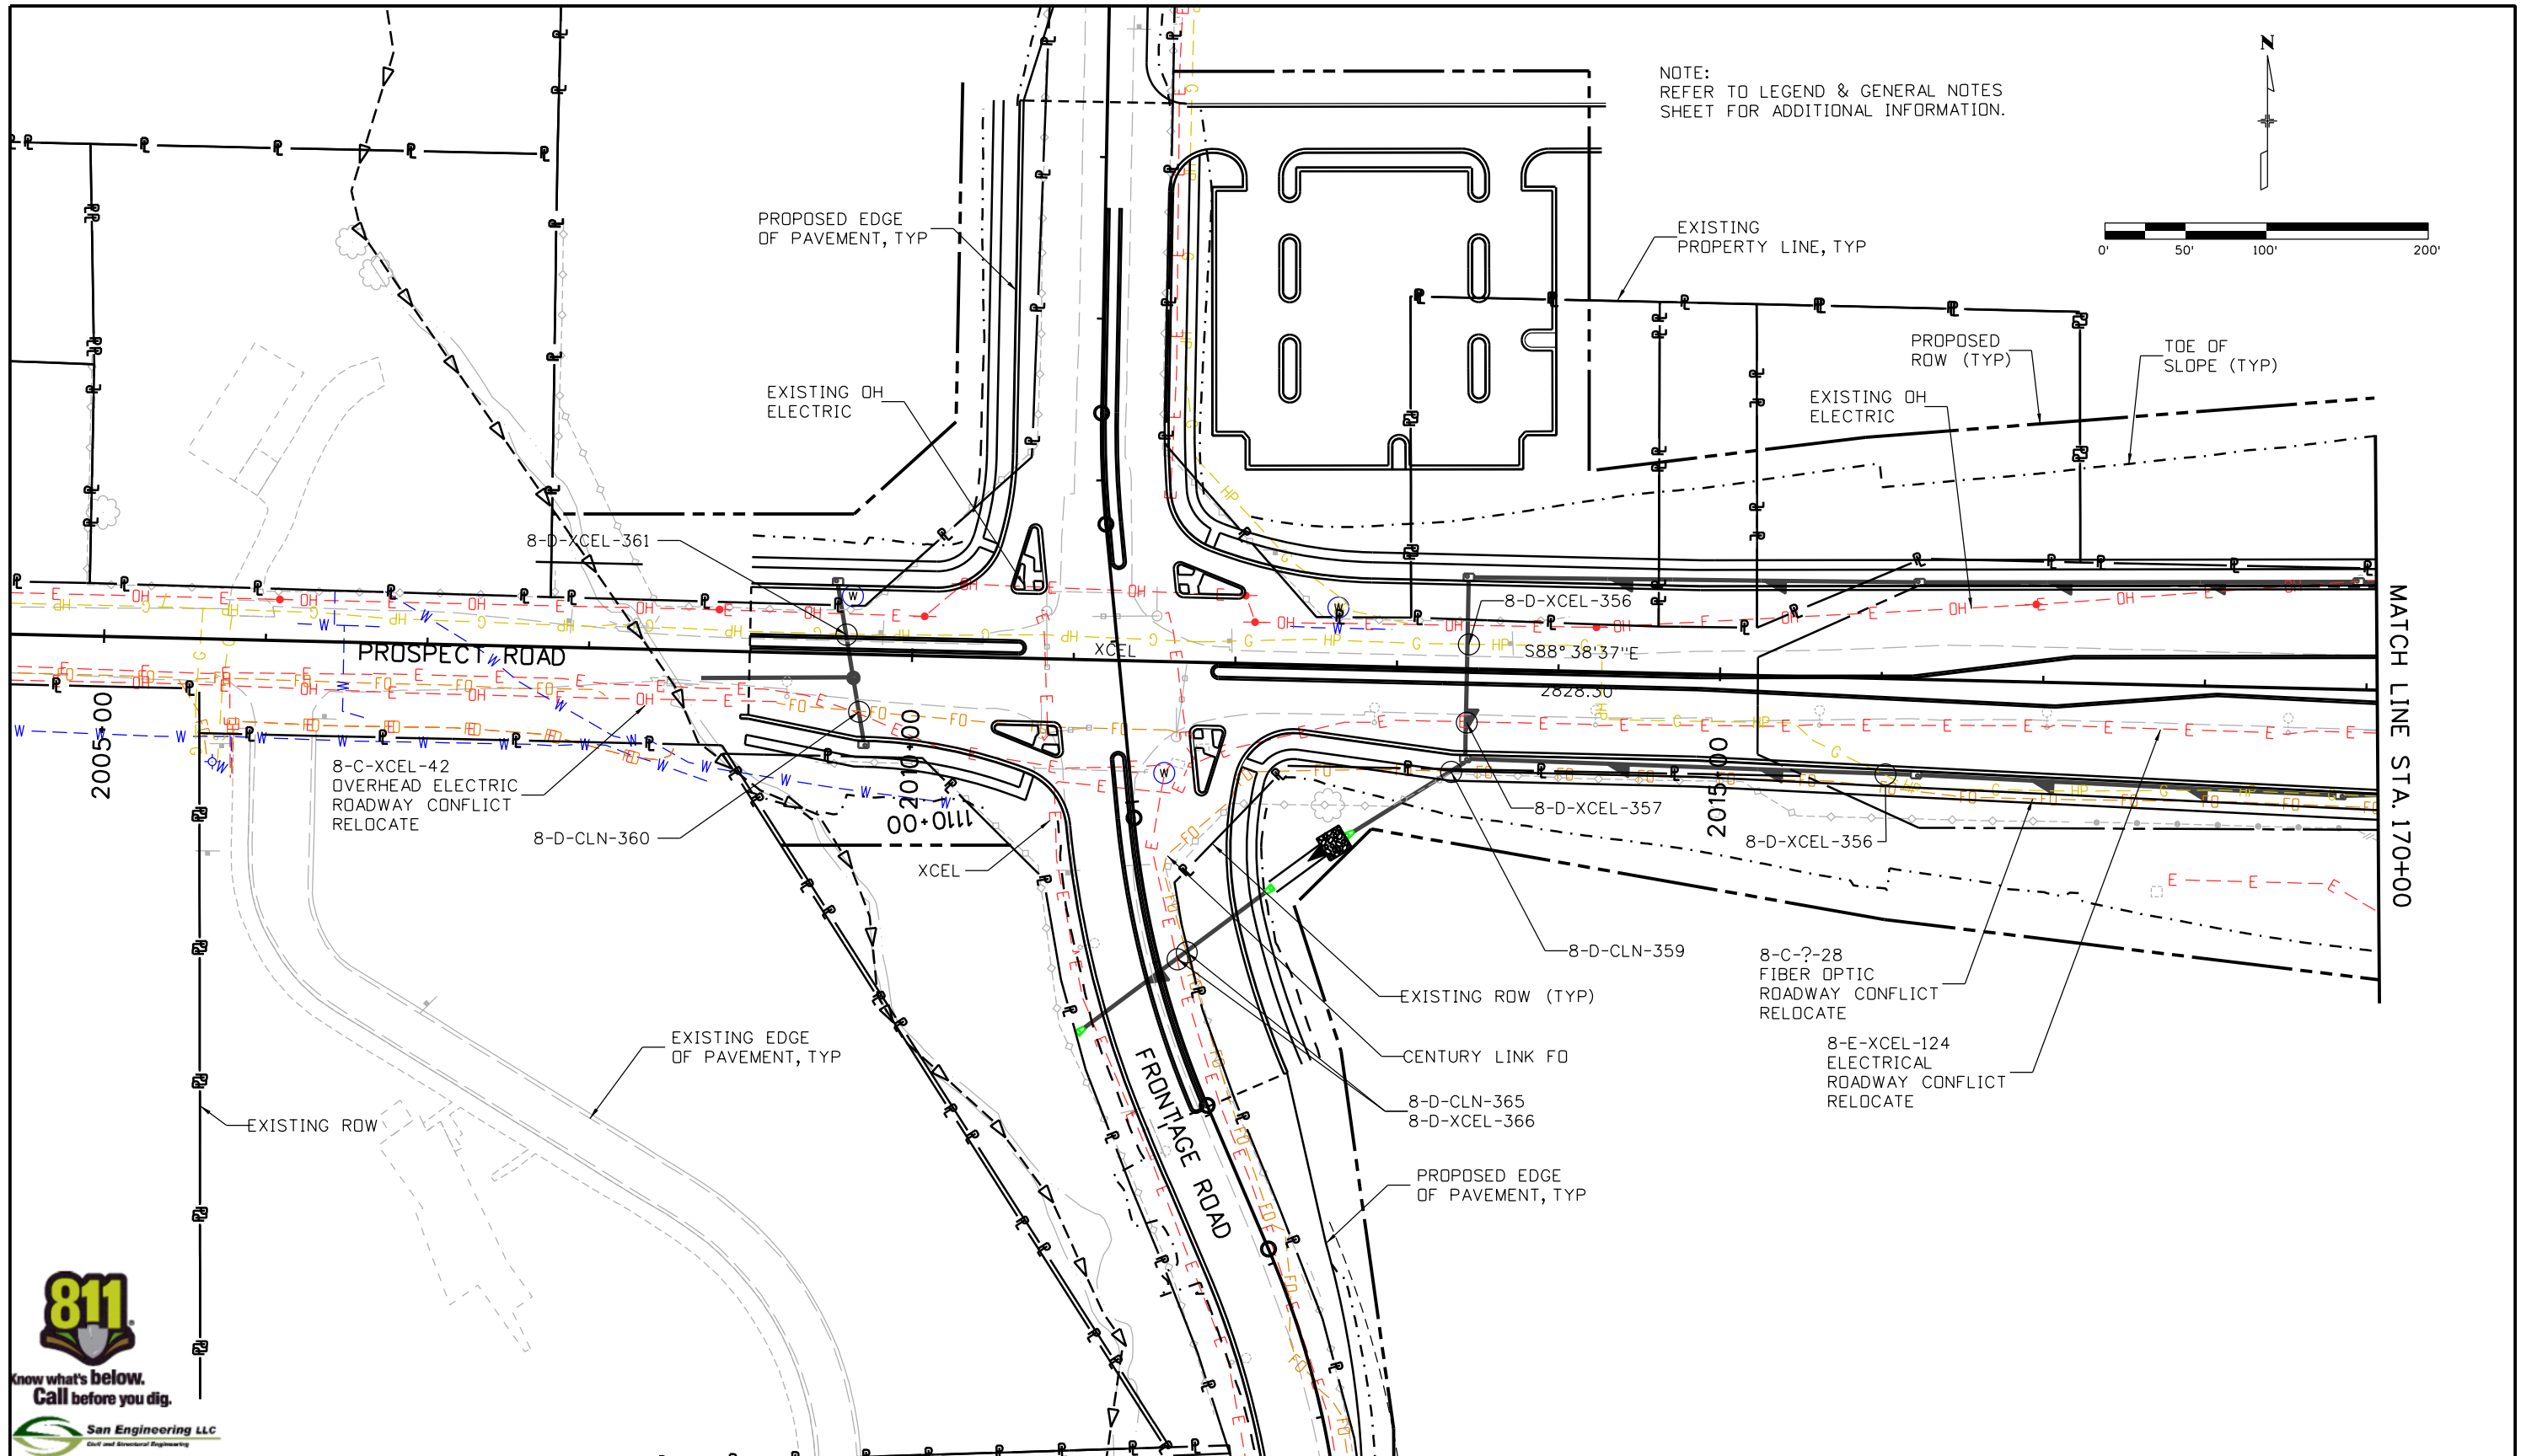 NOTE:
REFER TO LEGEND & GENERAL NOTES
SHEET FOR ADDITIONAL INFORMATION.
N
0' 50' 100' 200'
PROPOSED EDGE
OF PAVEMENT, TYP
EXISTING
PROPERTY LINE, TYP
PROPOSED
ROW (TYP)
TOE OF
SLOPE (TYP)
EXISTING OH
ELECTRIC
EXISTING OH
ELECTRIC
8-D-XCEL-361
8-D-XCEL-356
PROSPECT ROAD
XCEL
S88°38'37"E
2828.30
MATCH LINE STA. 170+00
2005+00
2010+00
2015+00
1110+00
8-C-XCEL-42
OVERHEAD ELECTRIC
ROADWAY CONFLICT
RELOCATE
8-D-CLN-360
XCEL
8-D-XCEL-357
8-D-XCEL-356
8-D-CLN-359
8-C-?-28
FIBER OPTIC
ROADWAY CONFLICT
RELOCATE
EXISTING ROW (TYP)
EXISTING EDGE
OF PAVEMENT, TYP
CENTURY LINK FO
8-E-XCEL-124
ELECTRICAL
ROADWAY CONFLICT
RELOCATE
FRONTAGE ROAD
8-D-CLN-365
8-D-XCEL-366
EXISTING ROW
PROPOSED EDGE
OF PAVEMENT, TYP
811
Know what's below.
Call before you dig.
San Engineering LLC
Civil and Structural Engineering